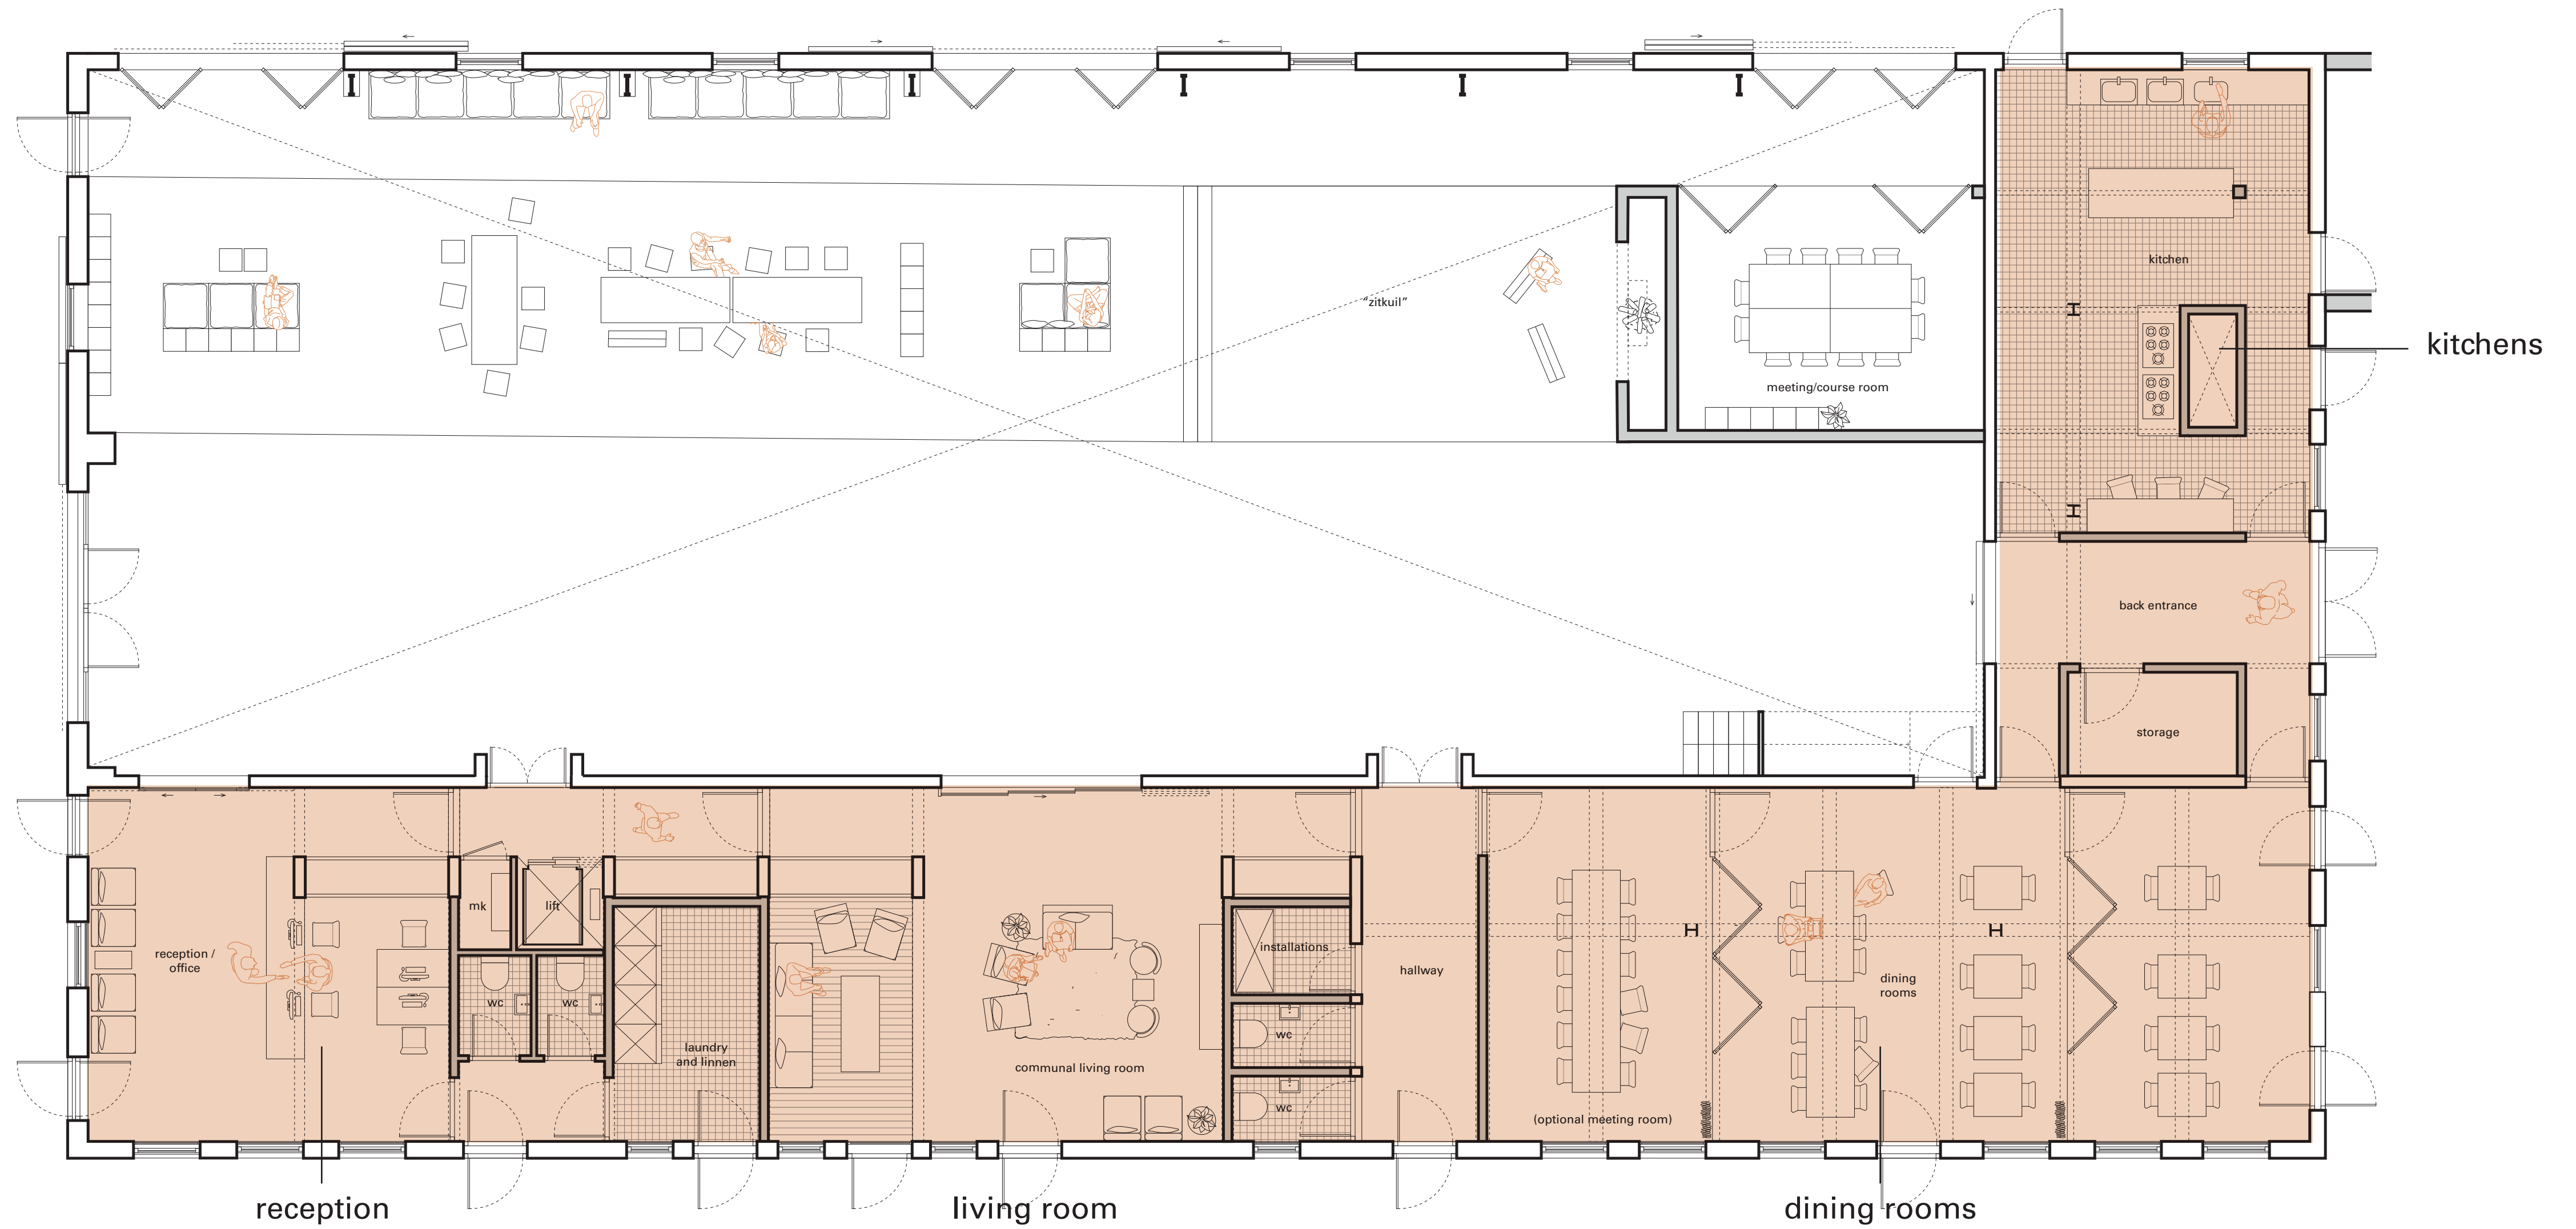 "zitkuil"
meeting/course room
kitchen
kitchens
back entrance
storage
reception /
office
mk
lift
wc
wc
laundry
and linnen
communal living room
installations
wc
wc
hallway
(optional meeting room)
dining
rooms
reception
living room
dining rooms